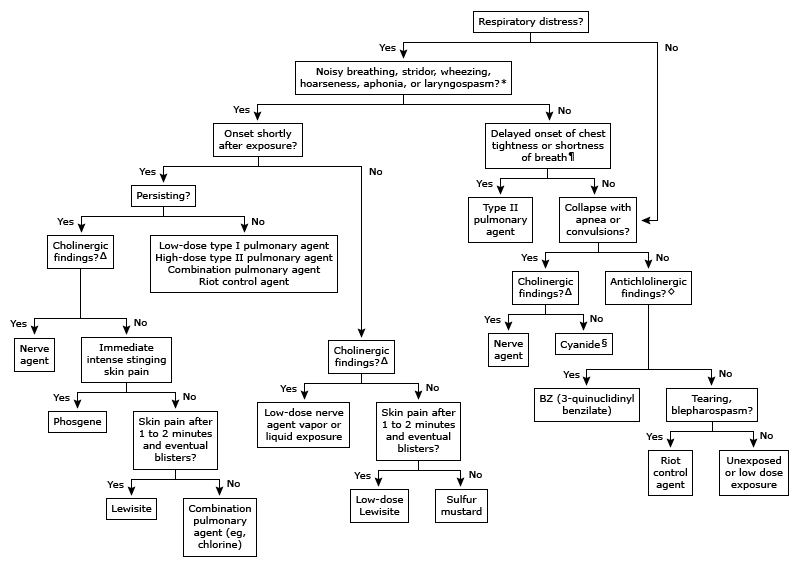 Respiratory distress?
Yes
No
Noisy breathing, stridor, wheezing,
hoarseness, aphonia, or laryngospasm?*
Yes
No
Onset shortly
after exposure?
Delayed onset of chest
tightness or shortness
of breath¶
Yes
No
Yes
No
Persisting?
Type II
pulmonary
agent
Collapse with
apnea or
convulsions?
Yes
No
Cholinergic
findings?Δ
Low-dose type I pulmonary agent
High-dose type II pulmonary agent
Combination pulmonary agent
Riot control agent
Yes
No
Cholinergic
findings?Δ
Antichlolinergic
findings?◇
Yes
No
Yes
No
Nerve
agent
Immediate
intense stinging
skin pain
Cholinergic
findings?Δ
Nerve
agent
Cyanide§
Yes
No
Yes
No
Yes
No
Phosgene
Skin pain after
1 to 2 minutes
and eventual
blisters?
Low-dose nerve
agent vapor or
liquid exposure
Skin pain after
1 to 2 minutes
and eventual
blisters?
BZ (3-quinuclidinyl
benzilate)
Tearing,
blepharospasm?
Yes
No
Yes
No
Yes
No
Lewisite
Combination
pulmonary
agent (eg,
chlorine)
Low-dose
Lewisite
Sulfur
mustard
Riot
control
agent
Unexposed
or low dose
exposure